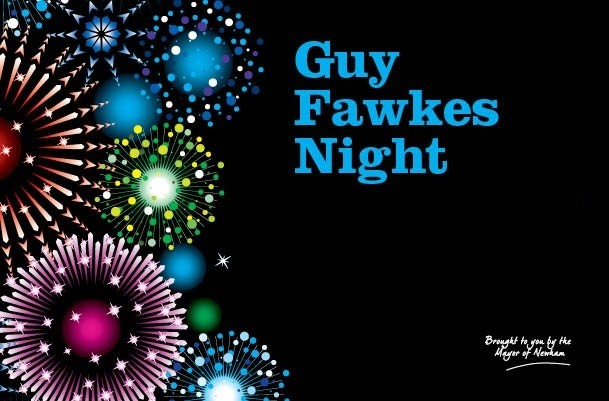 Guy
Fawkes
Night
Brought to you by the
Mayor of Newham